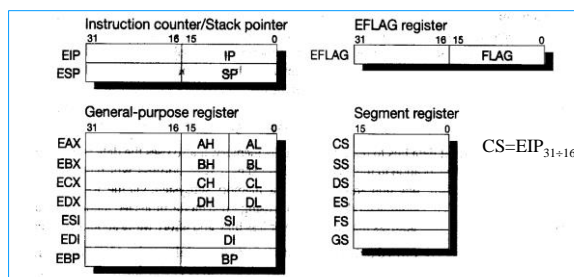 Instruction counter/Stack pointer
31 16 15 0
EIP IP
ESP SP
EFLAG register
31 16 15 0
EFLAG FLAG
General-purpose register
31 16 15 0
EAX AH AL
EBX BH BL
ECX CH CL
EDX DH DL
ESI SI
EDI DI
EBP BP
Segment register
15 0
CS
SS
DS
ES
FS
GS
CS=EIP31÷16